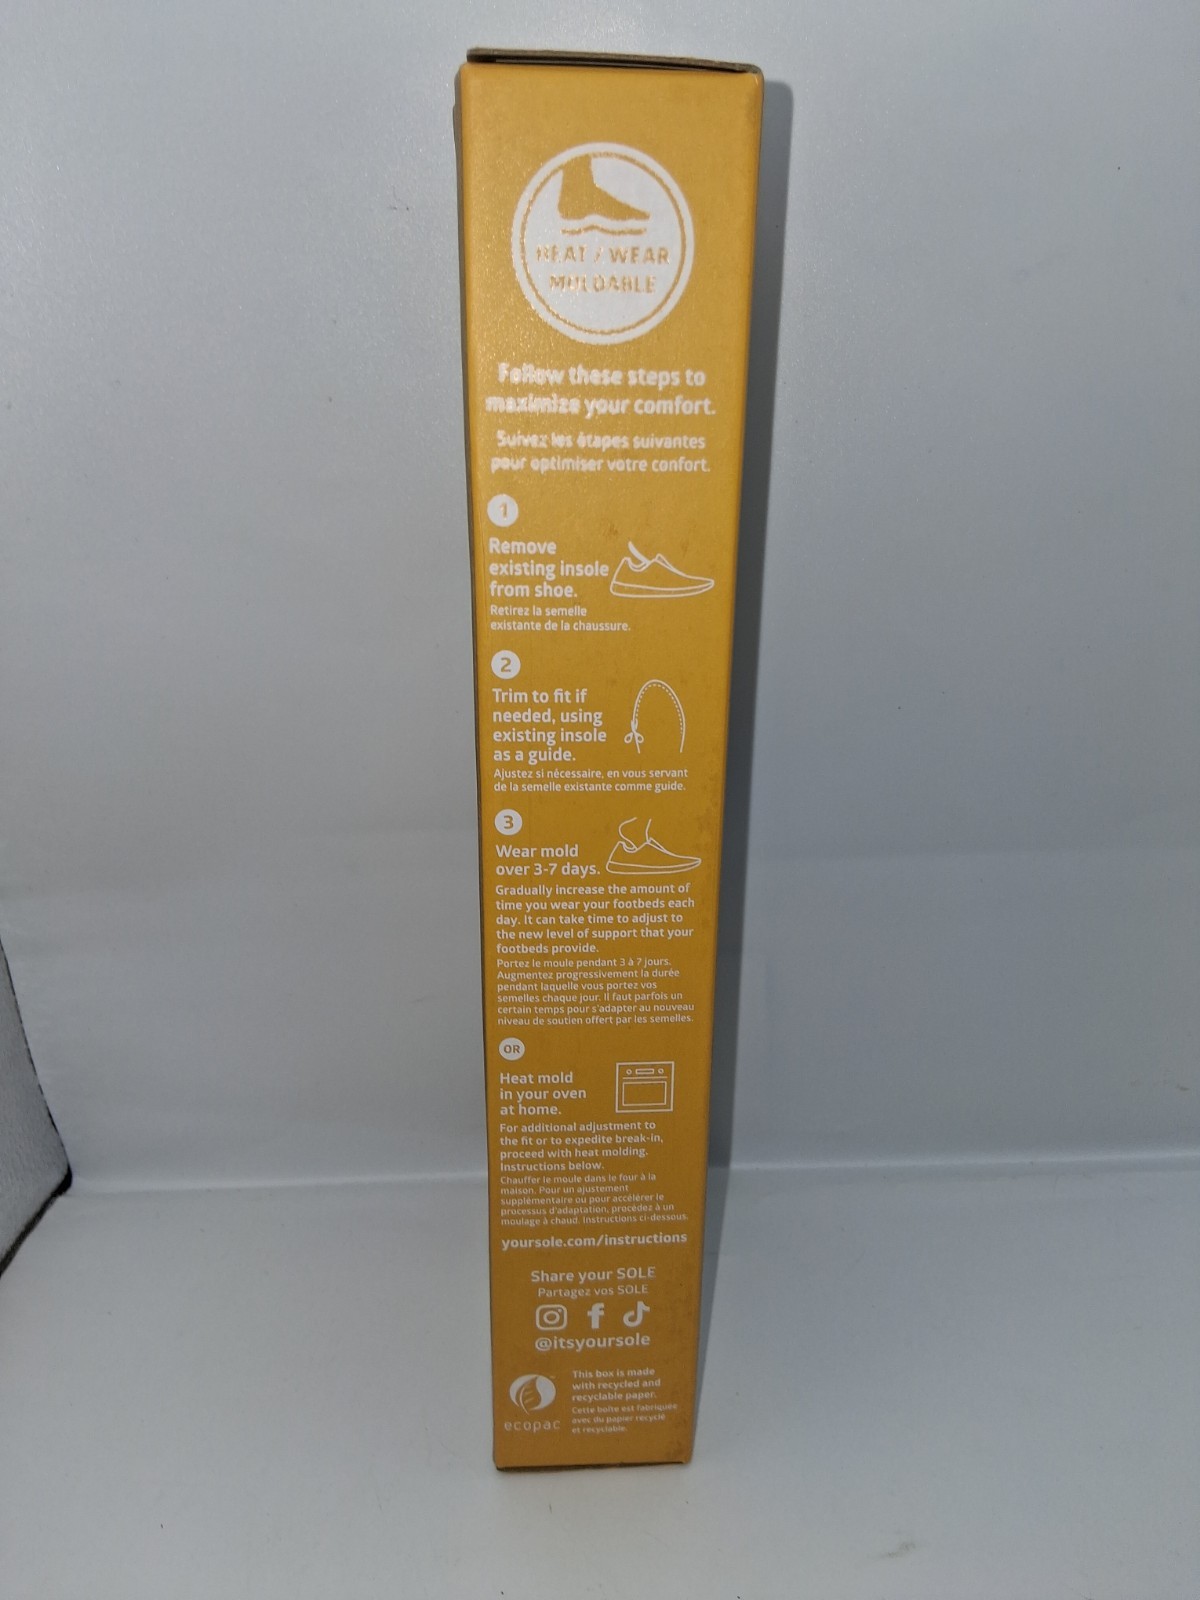 HEAT / WEAR
MOLDABLE
Follow these steps to
maximize your comfort.
Suivez les étapes suivantes
pour optimiser votre confort.
1
Remove
existing insole
from shoe.
Retirez la semelle
existante de la chaussure.
2
Trim to fit if
needed, using
existing insole
as a guide.
Ajustez si nécessaire, en vous servant
de la semelle existante comme guide.
3
Wear mold
over 3-7 days.
Gradually increase the amount of
time you wear your footbeds each
day. It can take time to adjust to
the new level of support that your
footbeds provide.
Portez le moule pendant 3 à 7 jours.
Augmentez progressivement la durée
pendant laquelle vous portez vos
semelles chaque jour. Il faut parfois un
certain temps pour s'adapter au nouveau
niveau de soutien offert par les semelles.
OR
Heat mold
in your oven
at home.
For additional adjustment to
the fit or to expedite break-in,
proceed with heat molding.
Instructions below.
Chauffer le moule dans le four à la
maison. Pour un ajustement
supplémentaire ou pour accélérer le
processus d'adaptation, procédez à un
moulage à chaud. Instructions ci-dessous.
yoursole.com/instructions
Share your SOLE
Partagez vos SOLE
@itsyoursole
ecopac
This box is made
with recycled and
recyclable paper.
Cette boîte est fabriquée
avec du papier recyclé
et recyclable.